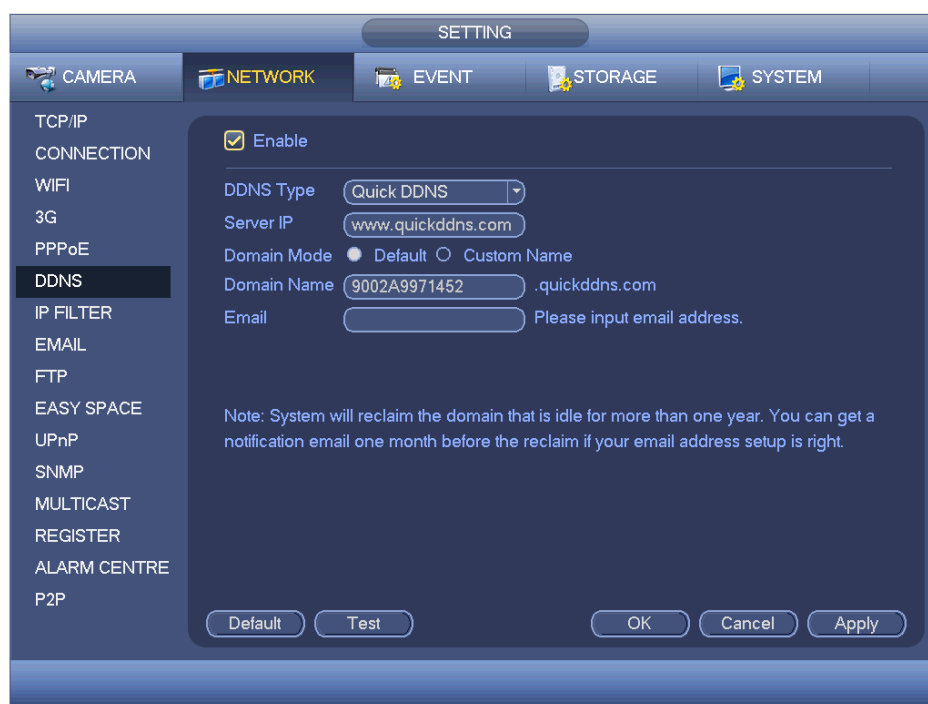 SETTING
CAMERA NETWORK EVENT STORAGE SYSTEM
TCP/IP
CONNECTION
WIFI
3G
PPPoE
DDNS
IP FILTER
EMAIL
FTP
EASY SPACE
UPnP
SNMP
MULTICAST
REGISTER
ALARM CENTRE
P2P
Enable
DDNS Type Quick DDNS
Server IP www.quickddns.com
Domain Mode Default Custom Name
Domain Name 9002A9971452 .quickddns.com
Email Please input email address.
Note: System will reclaim the domain that is idle for more than one year. You can get a
notification email one month before the reclaim if your email address setup is right.
Default Test OK Cancel Apply